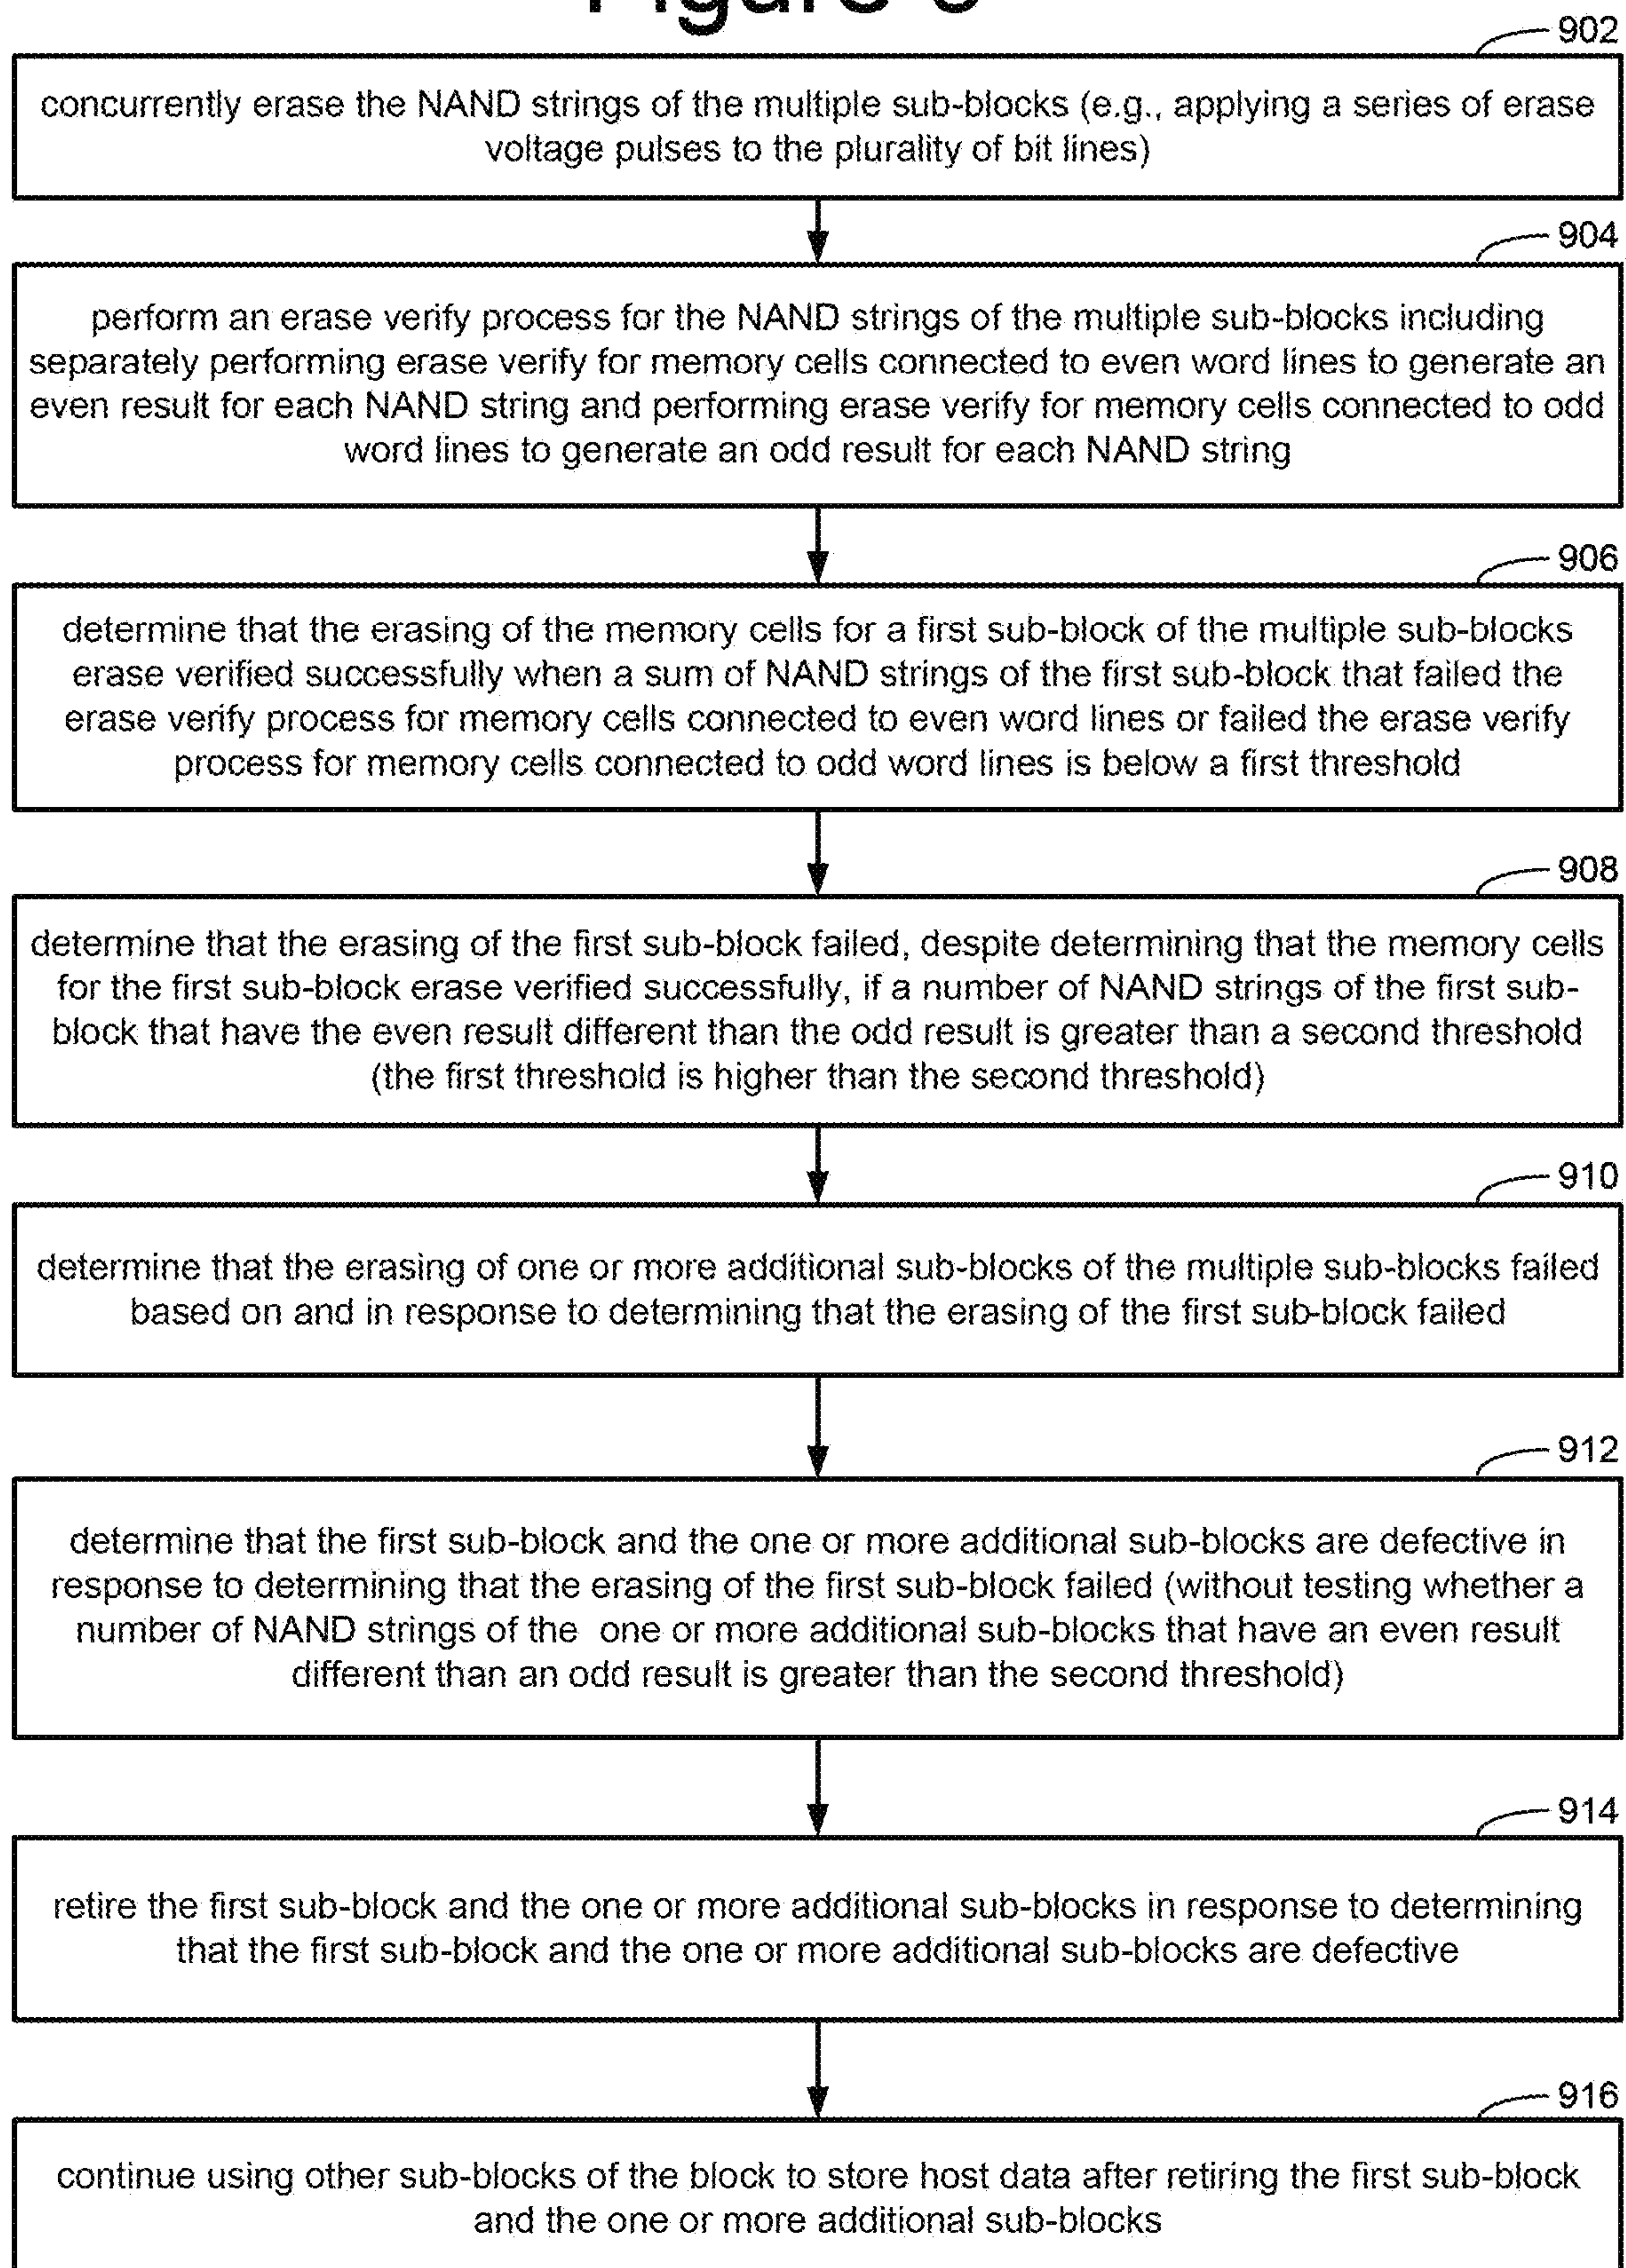 902
concurrently erase the NAND strings of the multiple sub-blocks (e.g., applying a series of erase
voltage pulses to the plurality of bit lines)
904
perform an erase verify process for the NAND strings of the multiple sub-blocks including
separately performing erase verify for memory cells connected to even word lines to generate an
even result for each NAND string and performing erase verify for memory cells connected to odd
word lines to generate an odd result for each NAND string
906
determine that the erasing of the memory cells for a first sub-block of the multiple sub-blocks
erase verified successfully when a sum of NAND strings of the first sub-block that failed the
erase verify process for memory cells connected to even word lines or failed the erase verify
process for memory cells connected to odd word lines is below a first threshold
908
determine that the erasing of the first sub-block failed, despite determining that the memory cells
for the first sub-block erase verified successfully, if a number of NAND strings of the first sub-
block that have the even result different than the odd result is greater than a second threshold
(the first threshold is higher than the second threshold)
910
determine that the erasing of one or more additional sub-blocks of the multiple sub-blocks failed
based on and in response to determining that the erasing of the first sub-block failed
912
determine that the first sub-block and the one or more additional sub-blocks are defective in
response to determining that the erasing of the first sub-block failed (without testing whether a
number of NAND strings of the one or more additional sub-blocks that have an even result
different than an odd result is greater than the second threshold)
914
retire the first sub-block and the one or more additional sub-blocks in response to determining
that the first sub-block and the one or more additional sub-blocks are defective
916
continue using other sub-blocks of the block to store host data after retiring the first sub-block
and the one or more additional sub-blocks